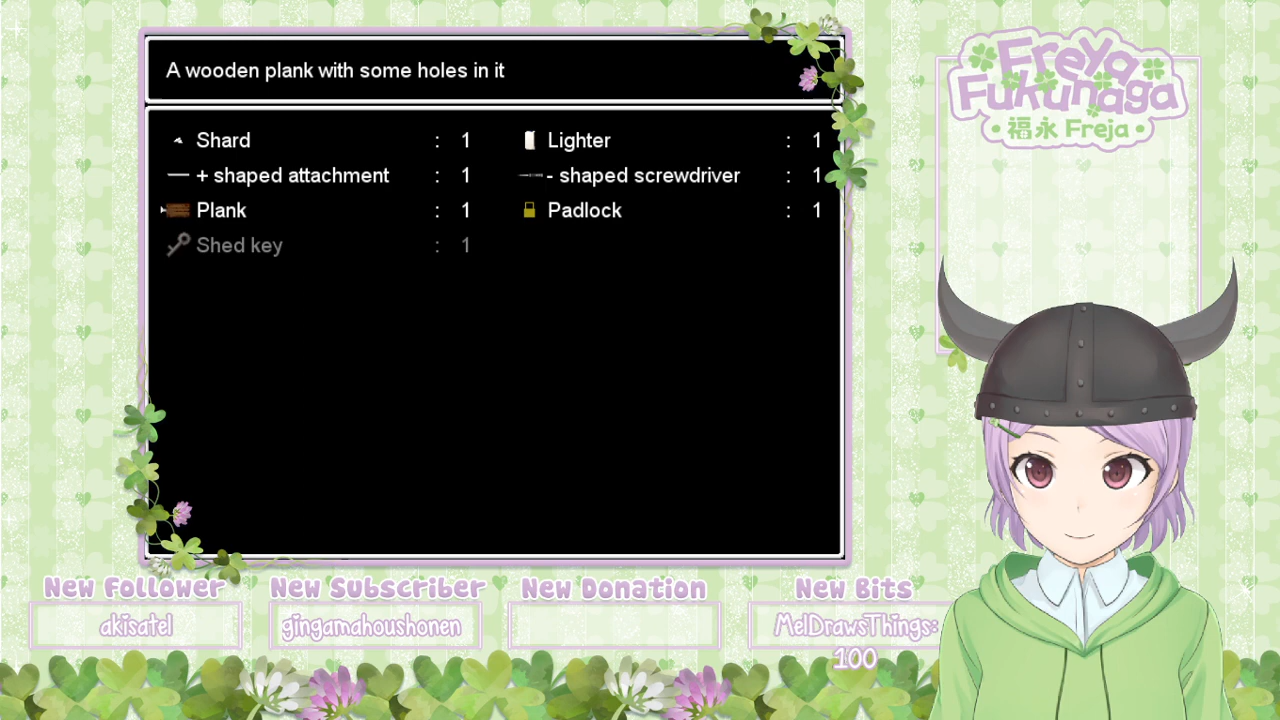 A wooden plank with some holes in it
Shard : 1
Lighter : 1
+ shaped attachment : 1
- shaped screwdriver : 1
Plank : 1
Padlock : 1
Shed key : 1
Freya
Fukunaga
•福永 Freja•
New Follower
akisatel
New Subscriber
gingamahoushonen
New Donation
New Bits
MelDrawsThings:
100